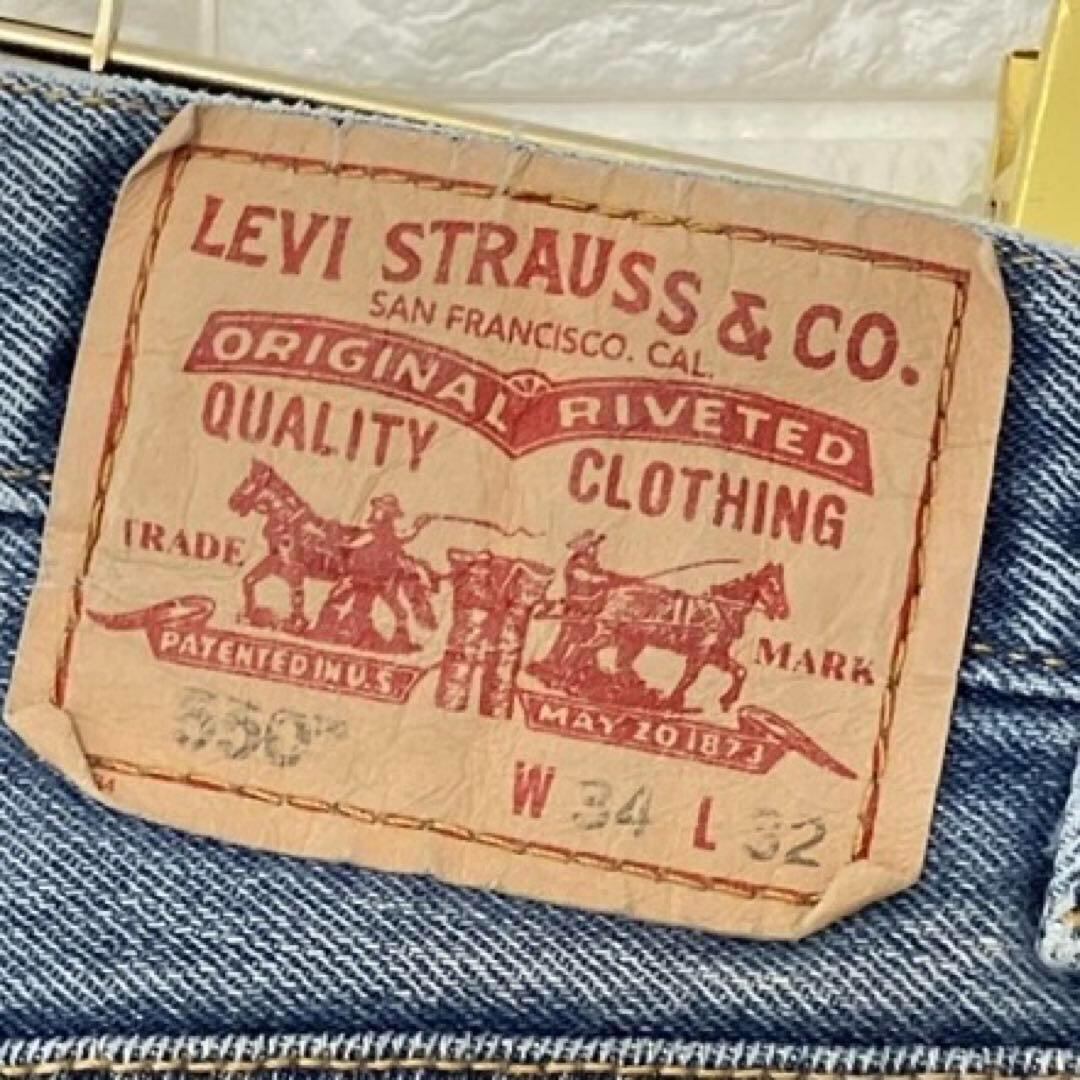 LEVI STRAUSS & CO.
SAN FRANCISCO. CAL.
ORIGINAL RIVETED
QUALITY CLOTHING
TRADE MARK
PATENTED IN U.S.
MAY 20 1873
550™
W 34 L 32